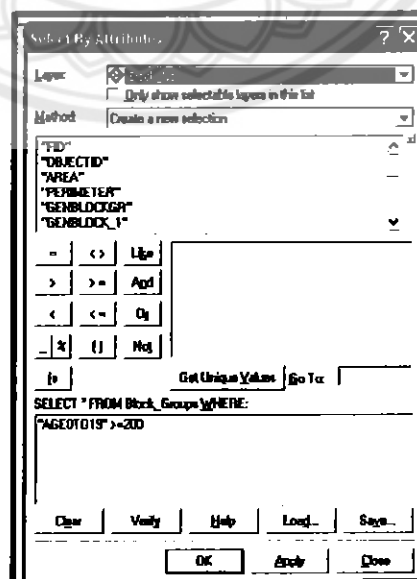 Select By Attributes
Layer:
Only show selectable layers in this list
Method: Create a new selection
"FID"
"OBJECTID"
"AREA"
"PERIMETER"
"GENBLOCKGR"
"GENBLOCK_1"
= <> Like
> >= And
< <= Or
_ % () Not
Is Get Unique Values Go To:
SELECT * FROM Block_Groups WHERE:
"AGE0TO19" >=200
Clear Verify Help Load... Save...
OK Apply Close